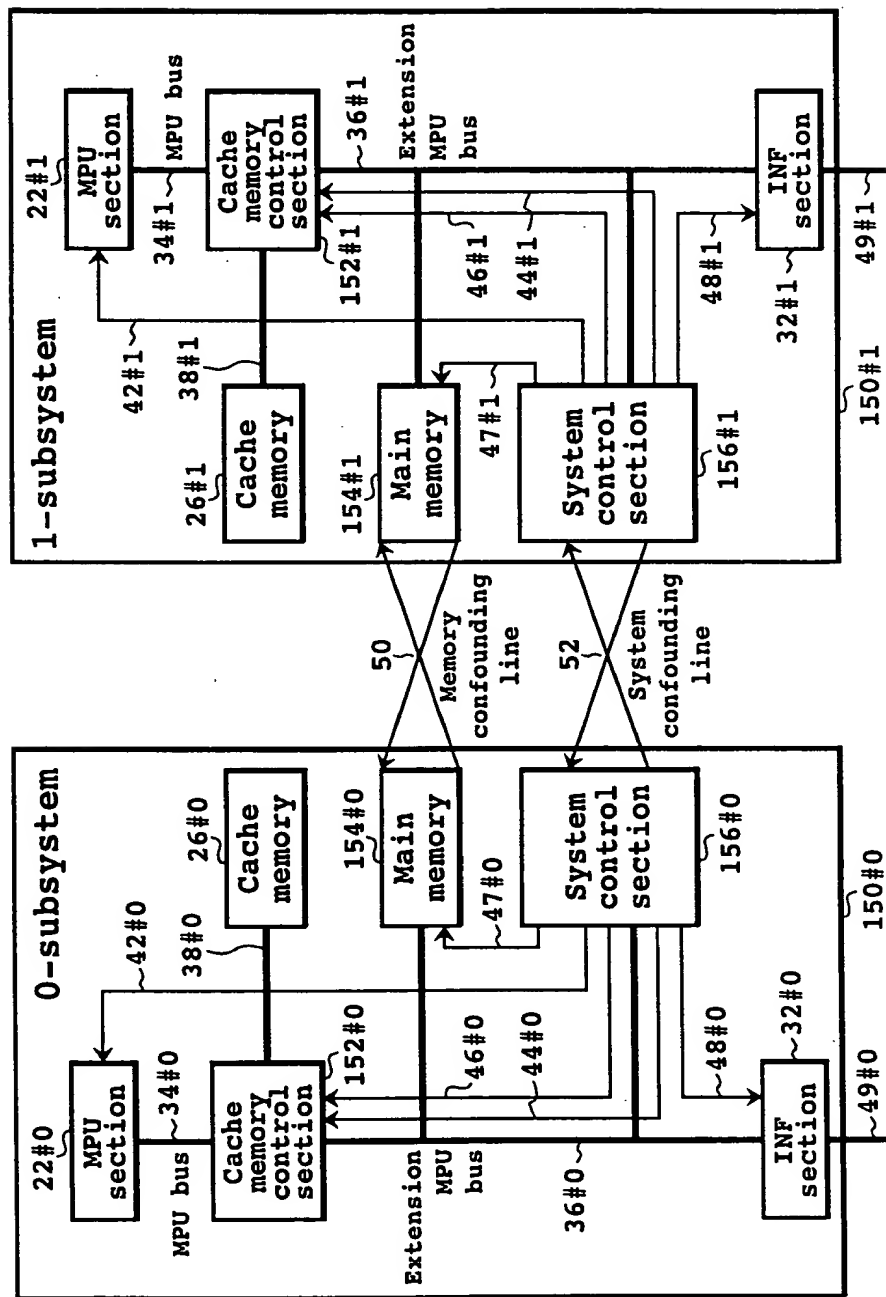 0-subsystem
22#0
MPU
section
34#0
MPU bus
42#0
Cache
memory
control
section
152#0
38#0
26#0
Cache
memory
Extension
MPU
bus
46#0
44#0
36#0
154#0
Main
memory
47#0
System
control
section
156#0
48#0
INF
section
32#0
49#0
150#0
50
Memory
confounding
line
52
System
confounding
line
1-subsystem
22#1
MPU
section
34#1
MPU bus
42#1
Cache
memory
control
section
152#1
38#1
26#1
Cache
memory
36#1
Extension
MPU
bus
46#1
44#1
154#1
Main
memory
47#1
System
control
section
156#1
48#1
INF
section
32#1
49#1
150#1